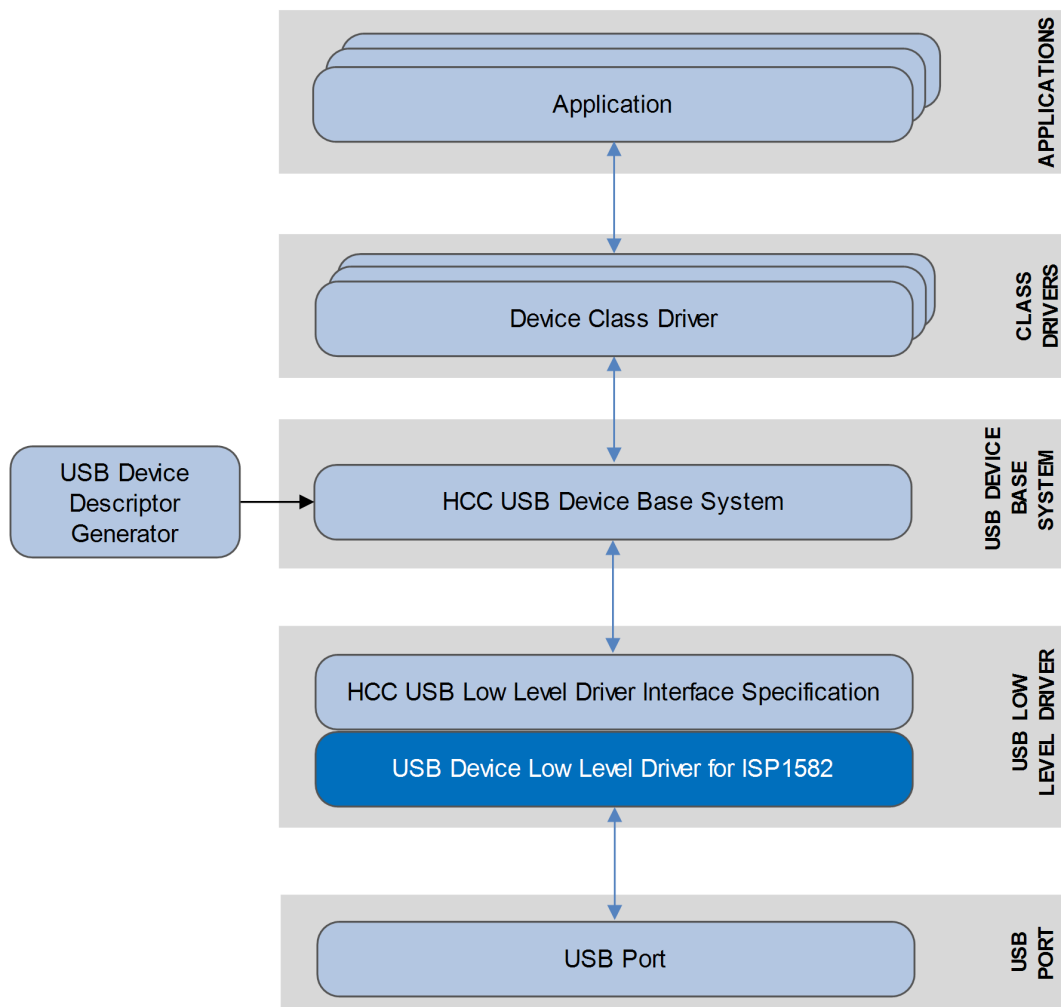 Application
APPLICATIONS
Device Class Driver
CLASS
DRIVERS
USB Device
Descriptor
Generator
HCC USB Device Base System
USB DEVICE
BASE
SYSTEM
HCC USB Low Level Driver Interface Specification
USB Device Low Level Driver for ISP1582
USB LOW
LEVEL DRIVER
USB Port
USB
PORT